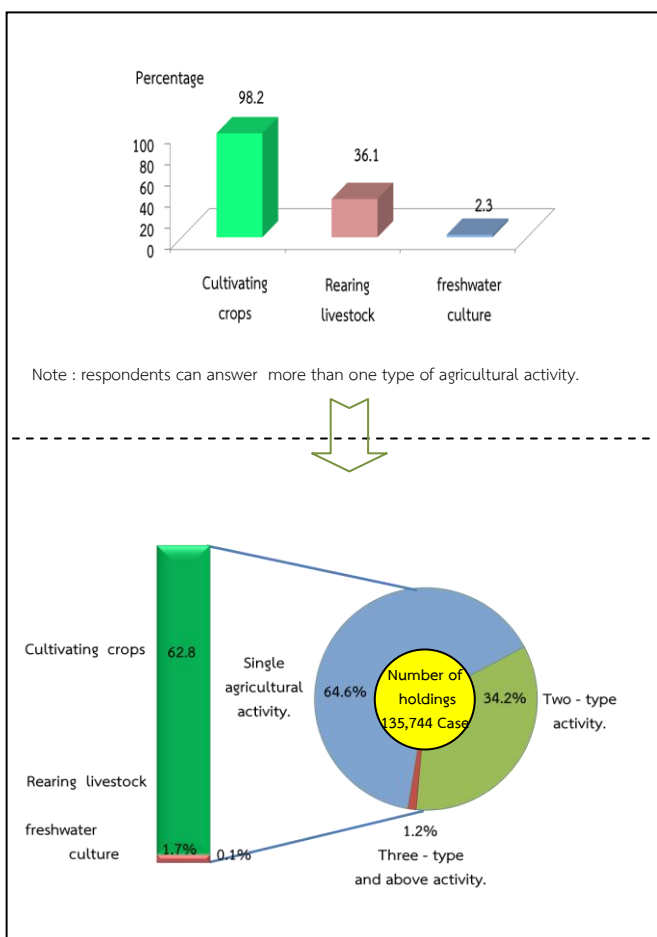 Percentage
98.2
36.1
2.3
100
80
60
40
20
0
Cultivating
crops
Rearing
livestock
freshwater
culture
Note : respondents can answer more than one type of agricultural activity.
Cultivating crops
62.8
Rearing livestock
freshwater
culture
1.7%
0.1%
Single
agricultural
activity.
64.6%
Number of
holdings
135,744 Case
34.2%
Two - type
activity.
1.2%
Three - type
and above activity.